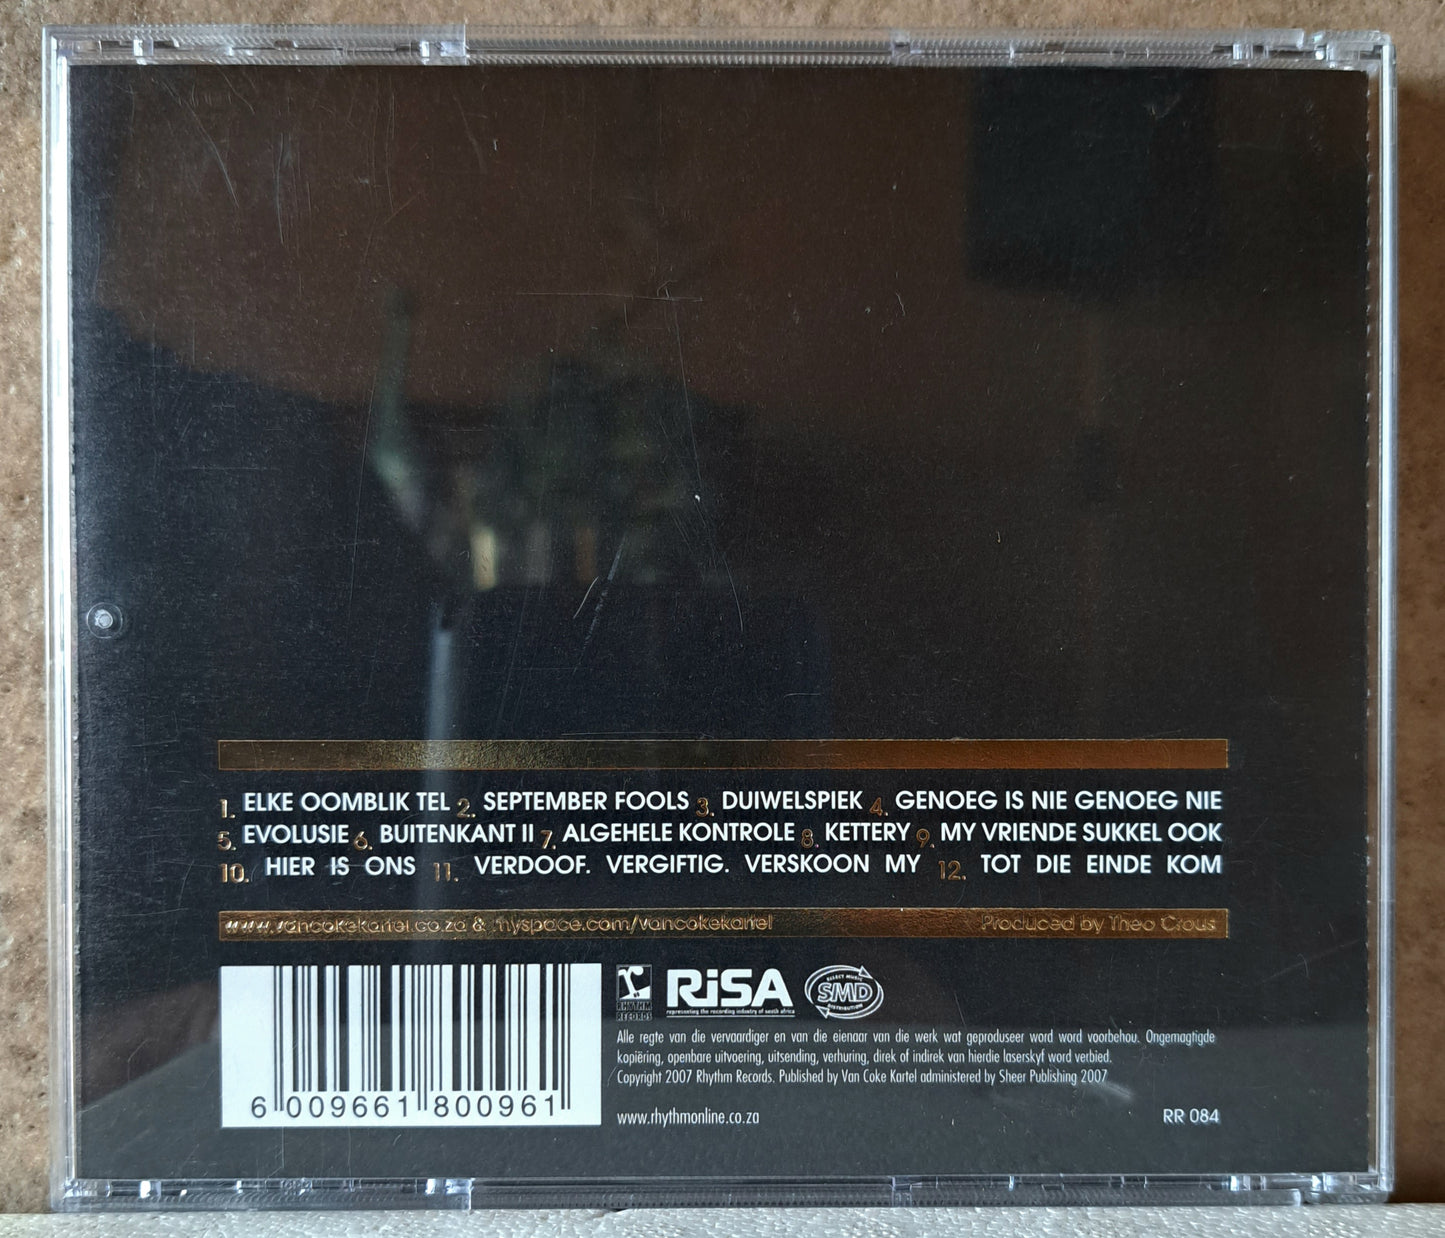 1. ELKE OOMBLIK TEL 2. SEPTEMBER FOOLS 3. DUIWELSPIEK 4. GENOEG IS NIE GENOEG NIE
5. EVOLUSIE 6. BUITENKANT II 7. ALGEHELE KONTROLE 8. KETTERY 9. MY VRIENDE SUKKEL OOK
10. HIER IS ONS 11. VERDOOF. VERGIFTIG. VERSKOON MY 12. TOT DIE EINDE KOM
www.vancokekartel.co.za & myspace.com/vancokekartel Produced by Theo Crous
6 009661 800961
RHYTHM
RECORDS
RiSA
representing the recording industry of south africa
SELECT MUSIC
SMD
DISTRIBUTION
Alle regte van die vervaardiger en van die eienaar van die werk wat geproduseer word word voorbehou. Ongemagtigde
kopiëring, openbare uitvoering, uitsending, verhuring, direk of indirek van hierdie laserskyf word verbied.
Copyright 2007 Rhythm Records. Published by Van Coke Kartel administered by Sheer Publishing 2007
www.rhythmonline.co.za RR 084